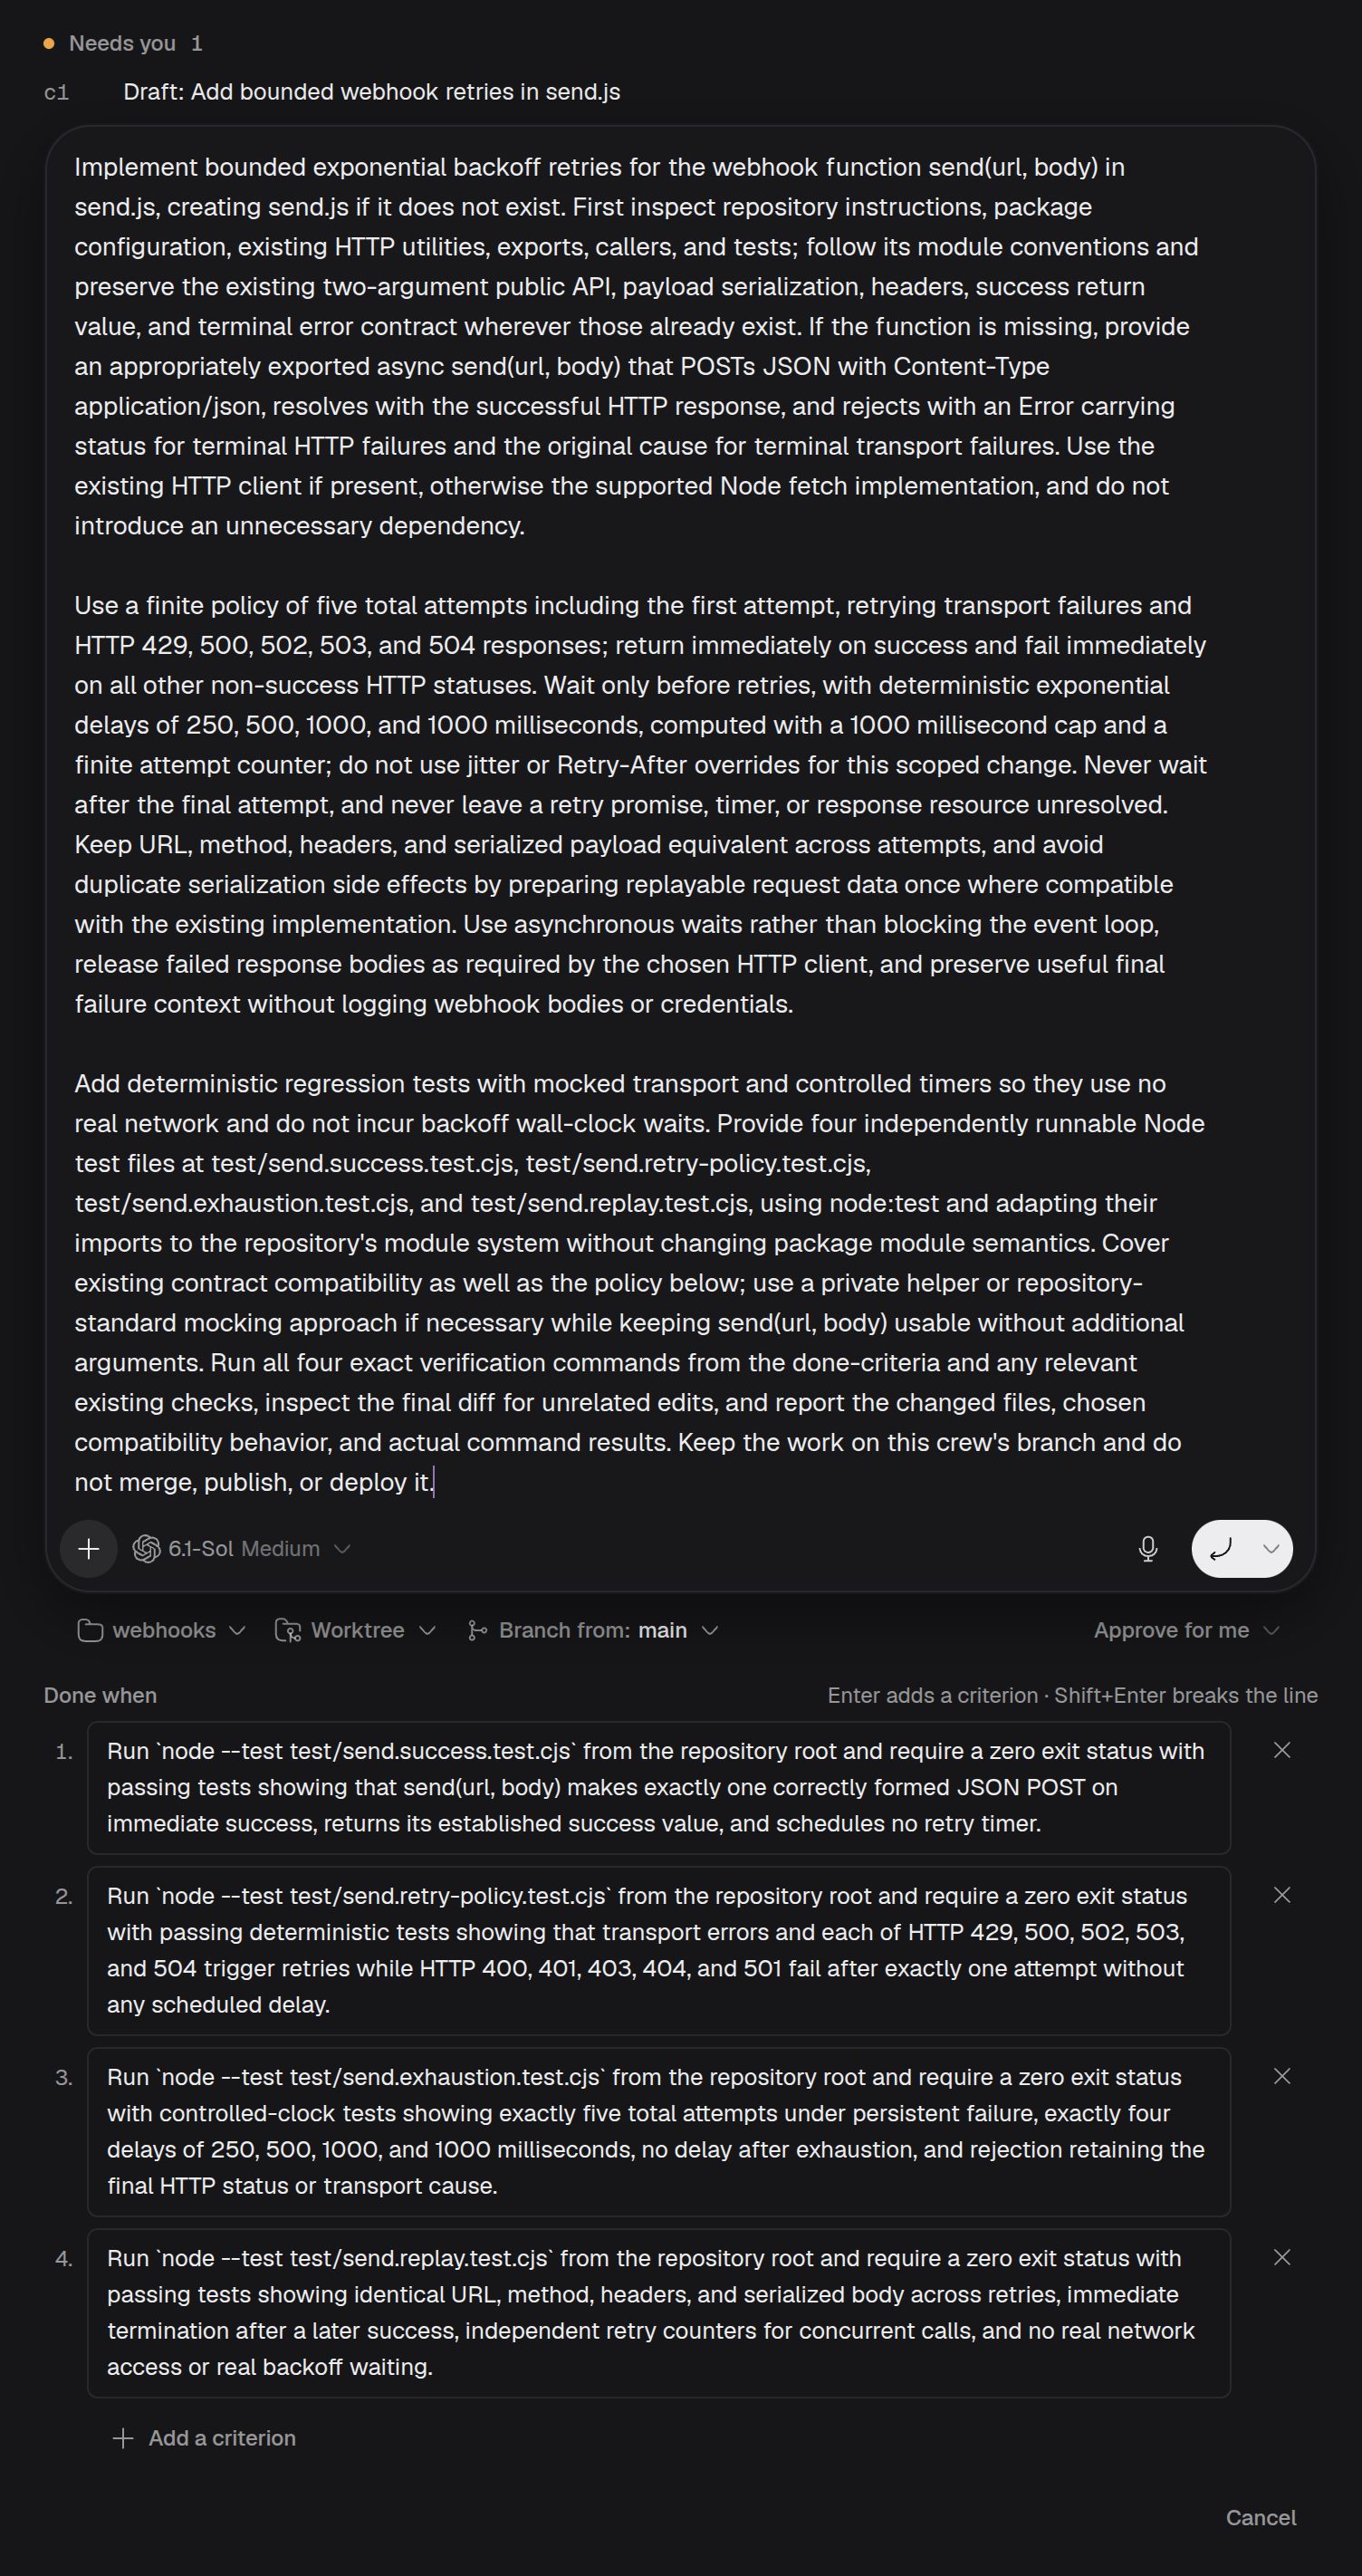 Needs you 1
c1 Draft: Add bounded webhook retries in send.js
Implement bounded exponential backoff retries for the webhook function send(url, body) in
send.js, creating send.js if it does not exist. First inspect repository instructions, package
configuration, existing HTTP utilities, exports, callers, and tests; follow its module conventions and
preserve the existing two-argument public API, payload serialization, headers, success return
value, and terminal error contract wherever those already exist. If the function is missing, provide
an appropriately exported async send(url, body) that POSTs JSON with Content-Type
application/json, resolves with the successful HTTP response, and rejects with an Error carrying
status for terminal HTTP failures and the original cause for terminal transport failures. Use the
existing HTTP client if present, otherwise the supported Node fetch implementation, and do not
introduce an unnecessary dependency.
Use a finite policy of five total attempts including the first attempt, retrying transport failures and
HTTP 429, 500, 502, 503, and 504 responses; return immediately on success and fail immediately
on all other non-success HTTP statuses. Wait only before retries, with deterministic exponential
delays of 250, 500, 1000, and 1000 milliseconds, computed with a 1000 millisecond cap and a
finite attempt counter; do not use jitter or Retry-After overrides for this scoped change. Never wait
after the final attempt, and never leave a retry promise, timer, or response resource unresolved.
Keep URL, method, headers, and serialized payload equivalent across attempts, and avoid
duplicate serialization side effects by preparing replayable request data once where compatible
with the existing implementation. Use asynchronous waits rather than blocking the event loop,
release failed response bodies as required by the chosen HTTP client, and preserve useful final
failure context without logging webhook bodies or credentials.
Add deterministic regression tests with mocked transport and controlled timers so they use no
real network and do not incur backoff wall-clock waits. Provide four independently runnable Node
test files at test/send.success.test.cjs, test/send.retry-policy.test.cjs,
test/send.exhaustion.test.cjs, and test/send.replay.test.cjs, using node:test and adapting their
imports to the repository's module system without changing package module semantics. Cover
existing contract compatibility as well as the policy below; use a private helper or repository-
standard mocking approach if necessary while keeping send(url, body) usable without additional
arguments. Run all four exact verification commands from the done-criteria and any relevant
existing checks, inspect the final diff for unrelated edits, and report the changed files, chosen
compatibility behavior, and actual command results. Keep the work on this crew's branch and do
not merge, publish, or deploy it.
6.1-Sol Medium
webhooks Worktree Branch from: main Approve for me
Done when Enter adds a criterion · Shift+Enter breaks the line
1. Run `node --test test/send.success.test.cjs` from the repository root and require a zero exit status with
passing tests showing that send(url, body) makes exactly one correctly formed JSON POST on
immediate success, returns its established success value, and schedules no retry timer.
2. Run `node --test test/send.retry-policy.test.cjs` from the repository root and require a zero exit status
with passing deterministic tests showing that transport errors and each of HTTP 429, 500, 502, 503,
and 504 trigger retries while HTTP 400, 401, 403, 404, and 501 fail after exactly one attempt without
any scheduled delay.
3. Run `node --test test/send.exhaustion.test.cjs` from the repository root and require a zero exit status
with controlled-clock tests showing exactly five total attempts under persistent failure, exactly four
delays of 250, 500, 1000, and 1000 milliseconds, no delay after exhaustion, and rejection retaining the
final HTTP status or transport cause.
4. Run `node --test test/send.replay.test.cjs` from the repository root and require a zero exit status with
passing tests showing identical URL, method, headers, and serialized body across retries, immediate
termination after a later success, independent retry counters for concurrent calls, and no real network
access or real backoff waiting.
Add a criterion
Cancel